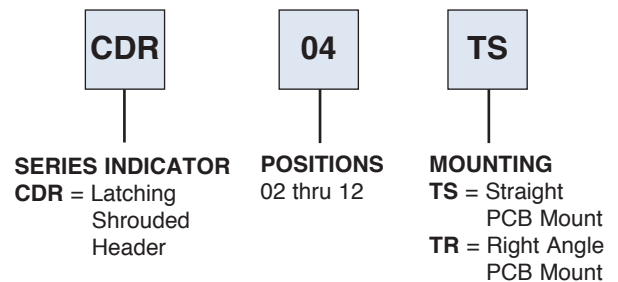 CDR 04 TS
SERIES INDICATOR
CDR = Latching
Shrouded
Header
POSITIONS
02 thru 12
MOUNTING
TS = Straight
PCB Mount
TR = Right Angle
PCB Mount